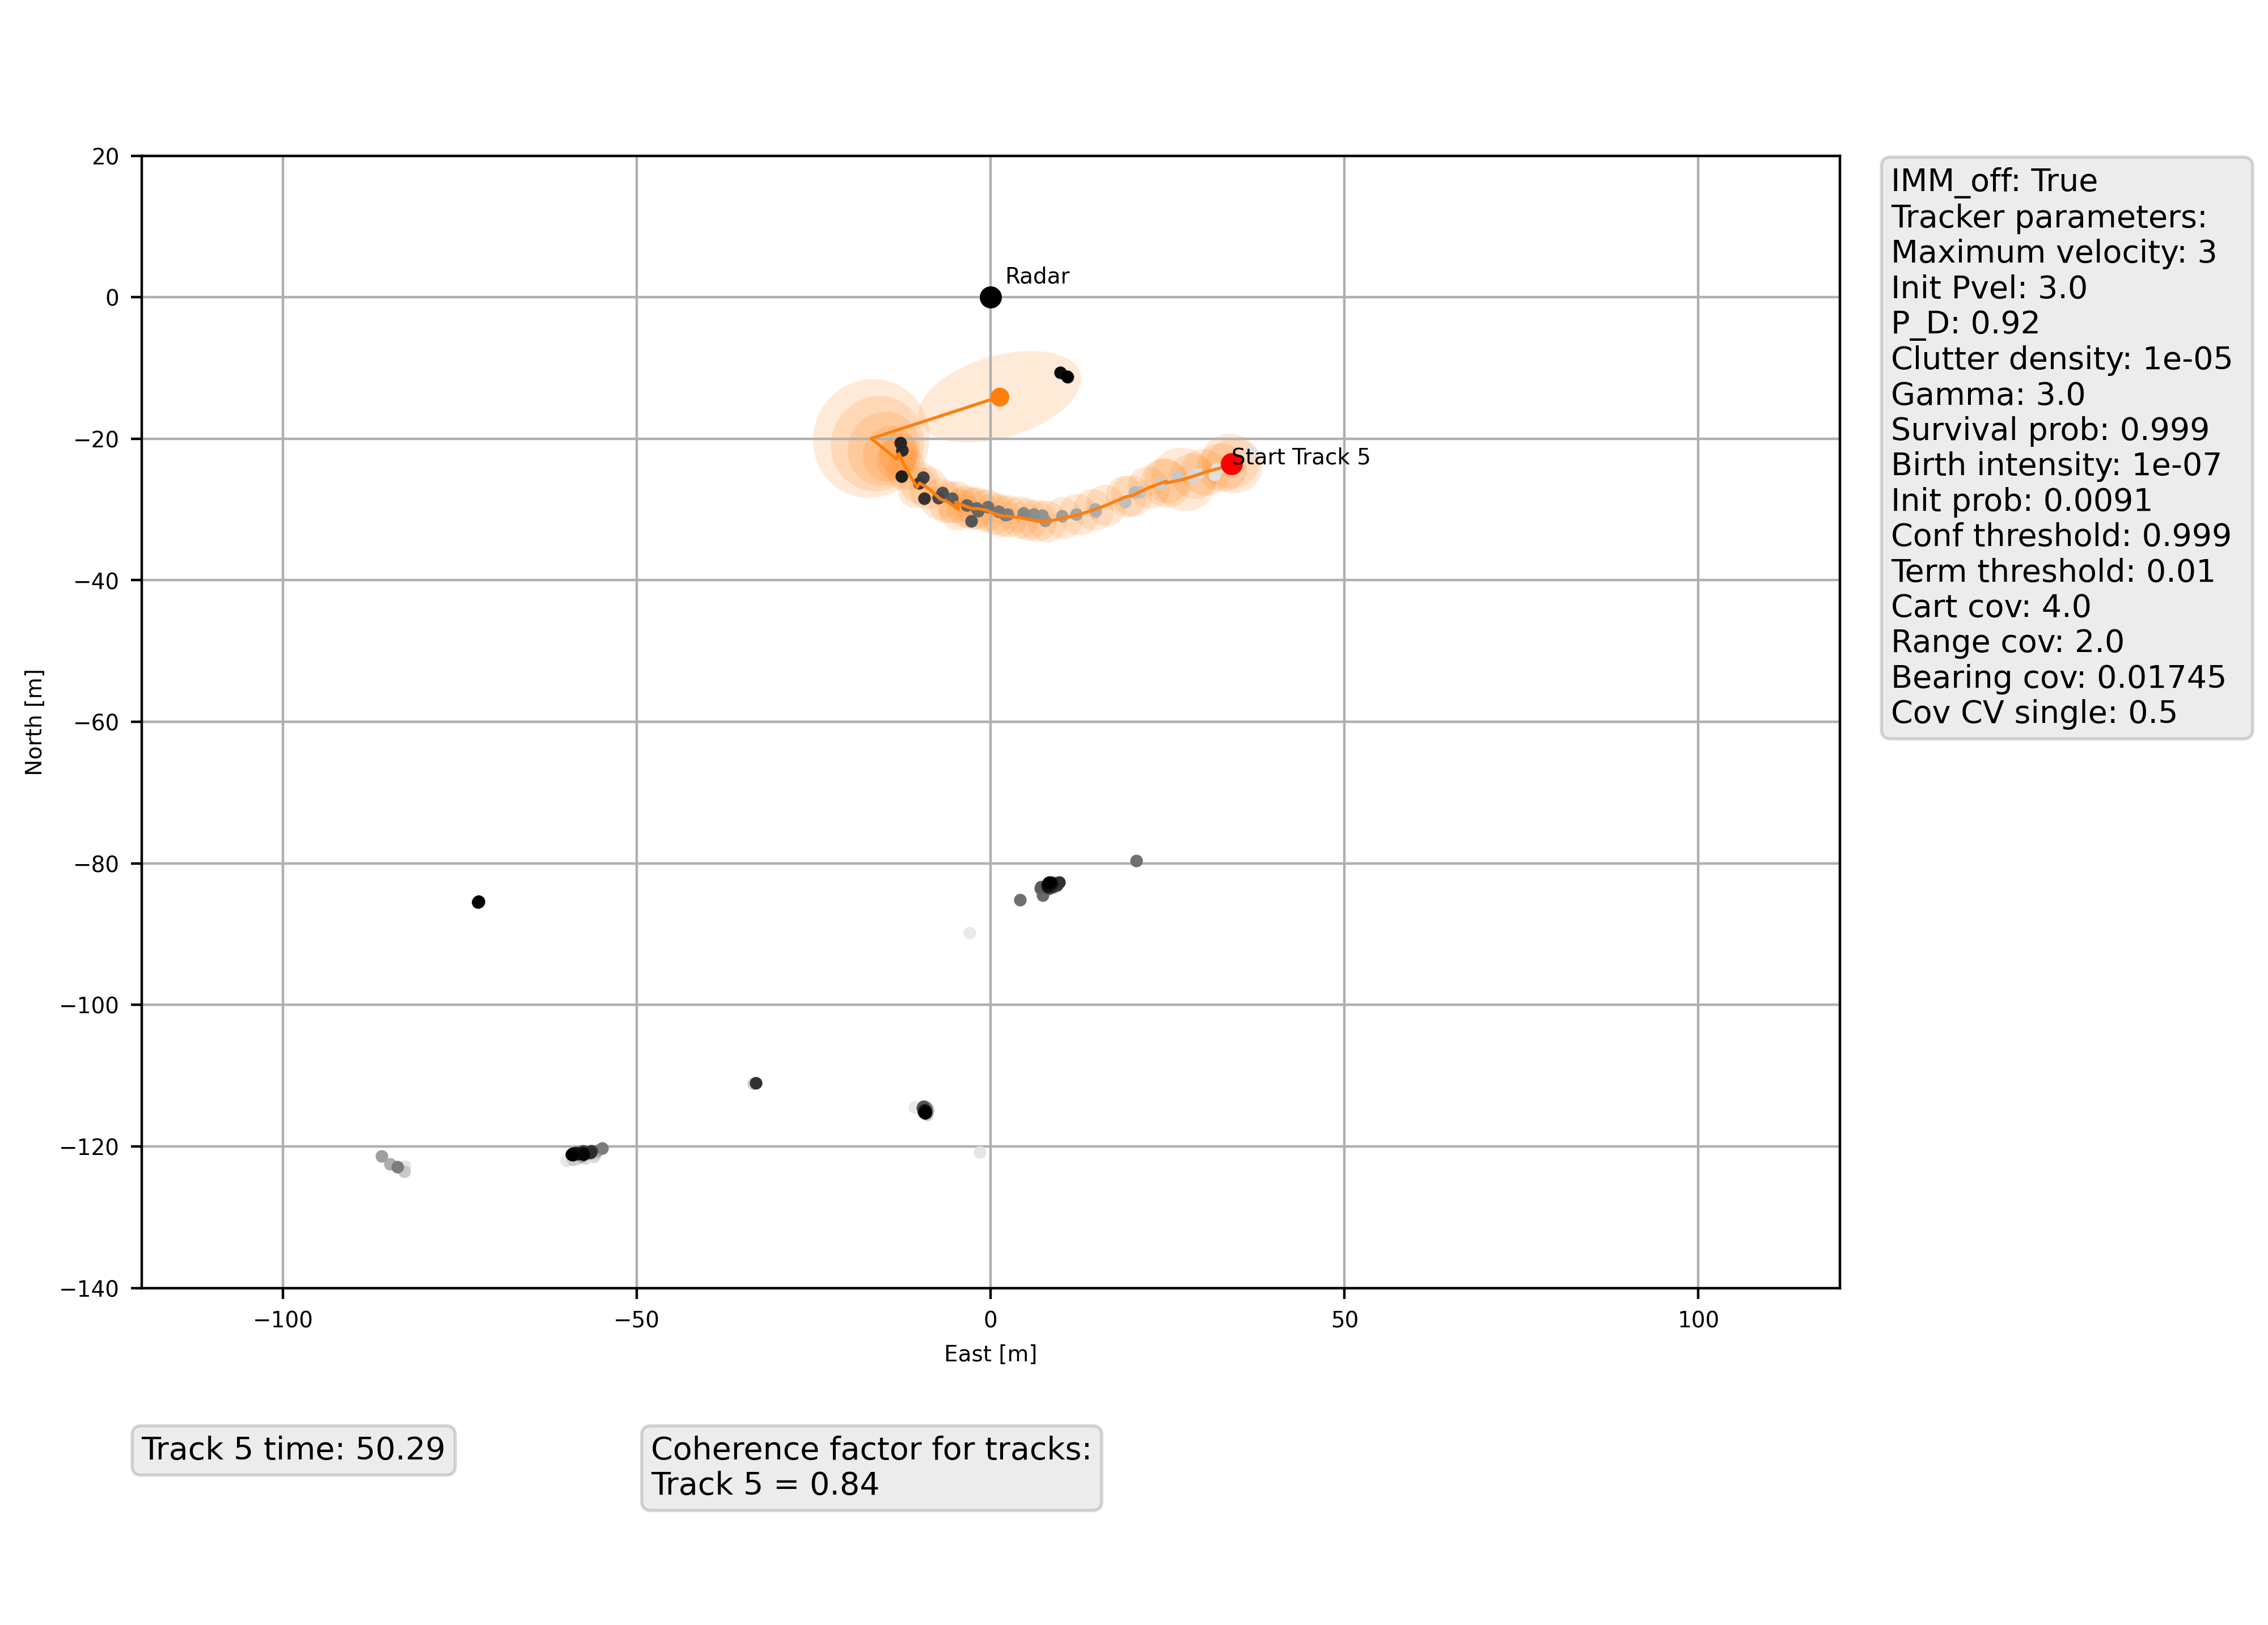 20
0
−20
−40
−60
−80
−100
−120
−140
North [m]
Radar
Start Track 5
−100
−50
0
50
100
East [m]
IMM_off: True
Tracker parameters:
Maximum velocity: 3
Init Pvel: 3.0
P_D: 0.92
Clutter density: 1e-05
Gamma: 3.0
Survival prob: 0.999
Birth intensity: 1e-07
Init prob: 0.0091
Conf threshold: 0.999
Term threshold: 0.01
Cart cov: 4.0
Range cov: 2.0
Bearing cov: 0.01745
Cov CV single: 0.5
Track 5 time: 50.29
Coherence factor for tracks:
Track 5 = 0.84